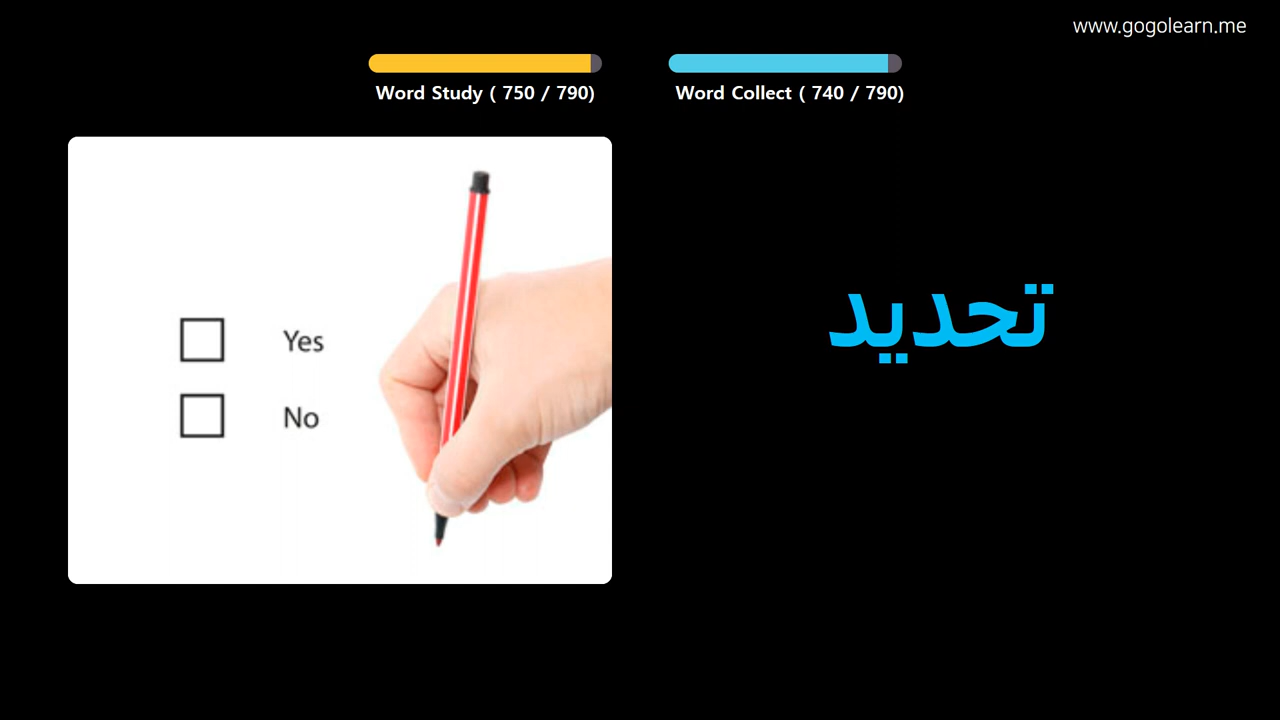 www.gogolearn.me
Word Study ( 750 / 790)
Word Collect ( 740 / 790)
تحديد
Yes
No